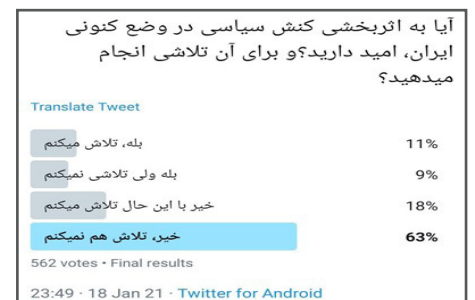 آیا به اثربخشی کنش سیاسی در وضع کنونی
ایران، امید دارید؟و برای آن تلاشی انجام
میدهید؟
Translate Tweet
بله، تلاش میکنم 11%
بله ولی تلاشی نمیکنم 9%
خیر با این حال تلاش میکنم 18%
خیر، تلاش هم نمیکنم 63%
562 votes • Final results
23:49 · 18 Jan 21 · Twitter for Android